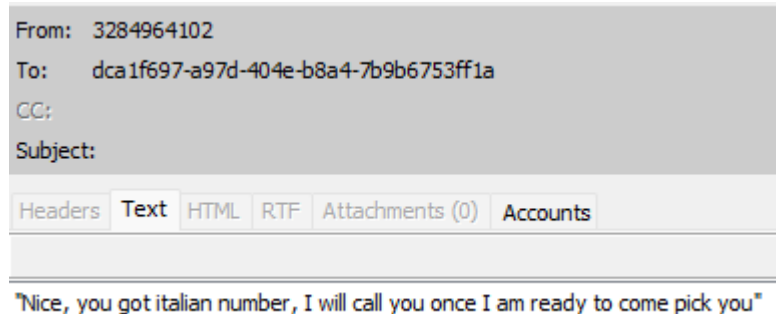 From: 3284964102
To: dca1f697-a97d-404e-b8a4-7b9b6753ff1a
CC:
Subject:
Headers Text HTML RTF Attachments (0) Accounts
"Nice, you got italian number, I will call you once I am ready to come pick you"